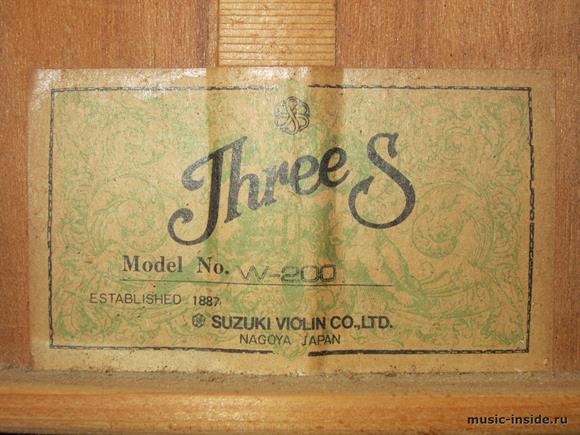 Three S
Model No. W-200
ESTABLISHED 1887
SUZUKI VIOLIN CO.,LTD.
NAGOYA JAPAN
music-inside.ru